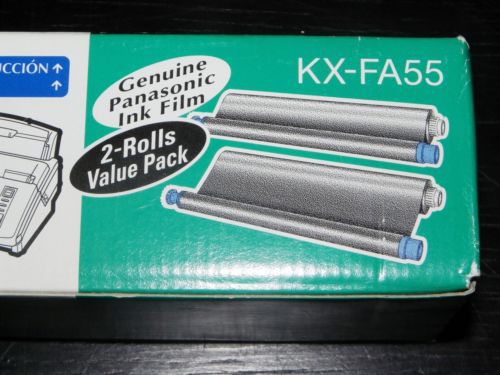 UCCIÓN ↑
↑
Genuine
Panasonic
Ink Film
2-Rolls
Value Pack
KX-FA55